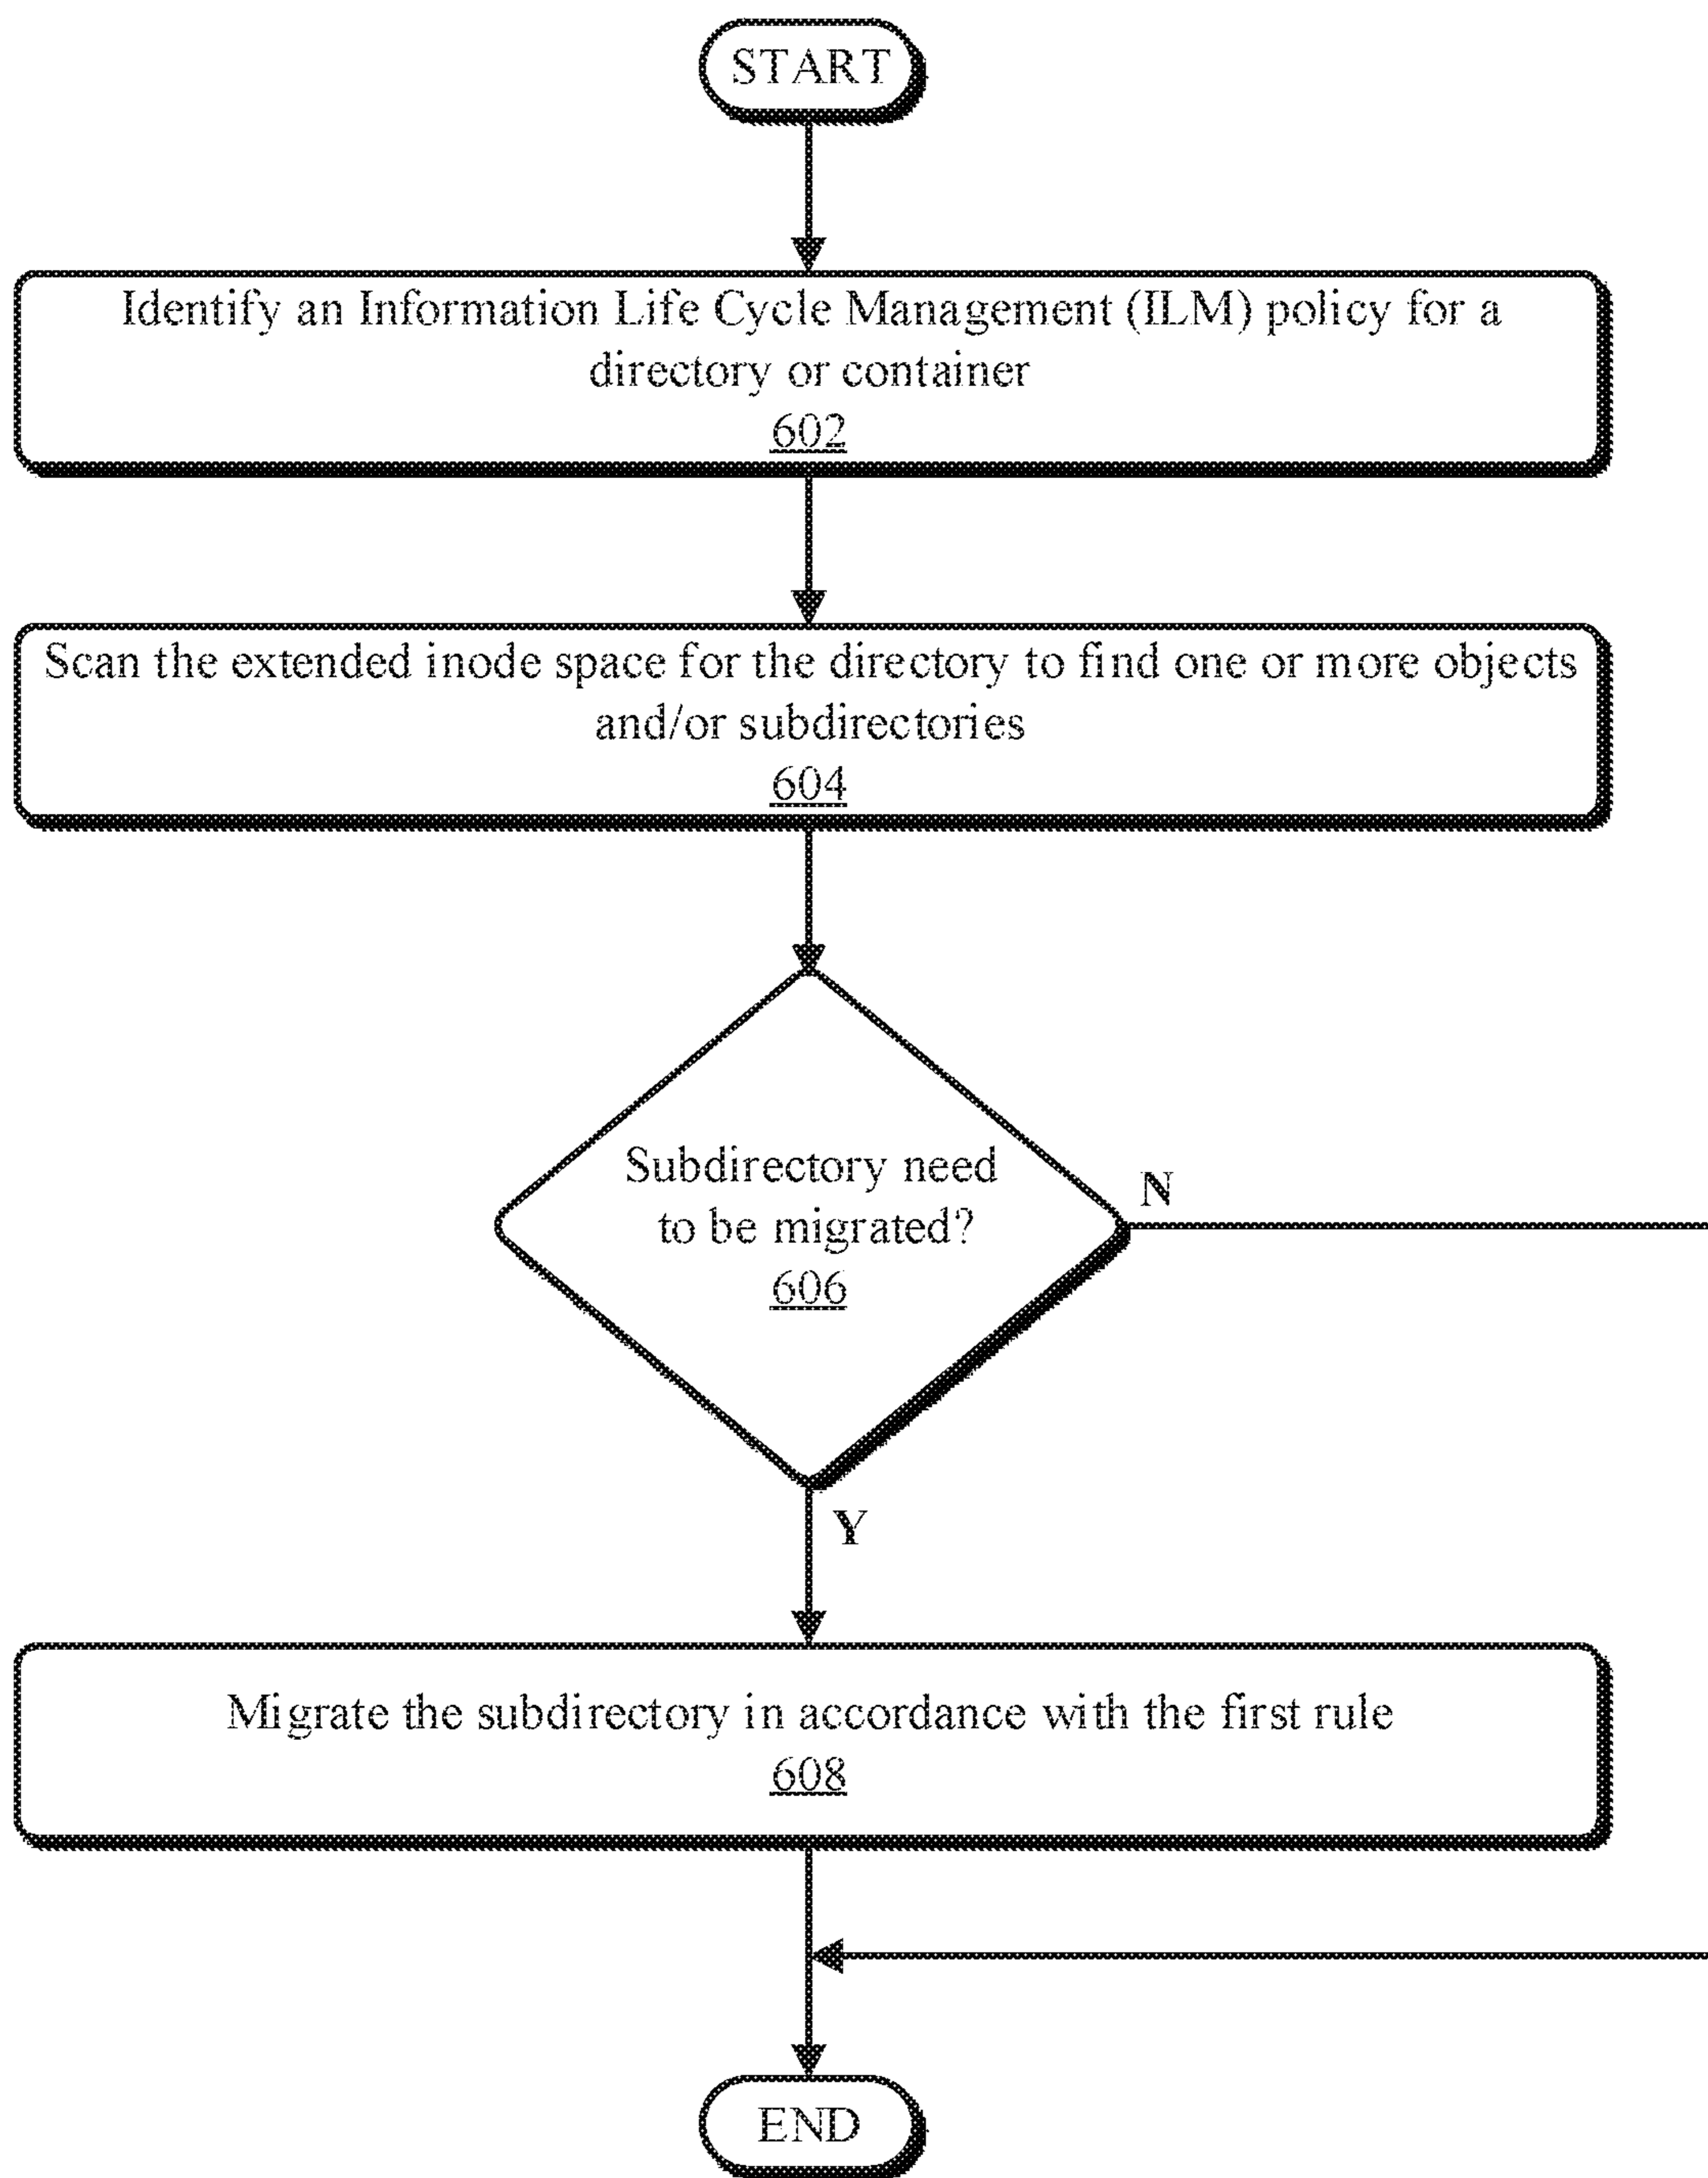 START
Identify an Information Life Cycle Management (ILM) policy for a
directory or container
602
Scan the extended inode space for the directory to find one or more objects
and/or subdirectories
604
Subdirectory need
to be migrated?
606
N
Y
Migrate the subdirectory in accordance with the first rule
608
END